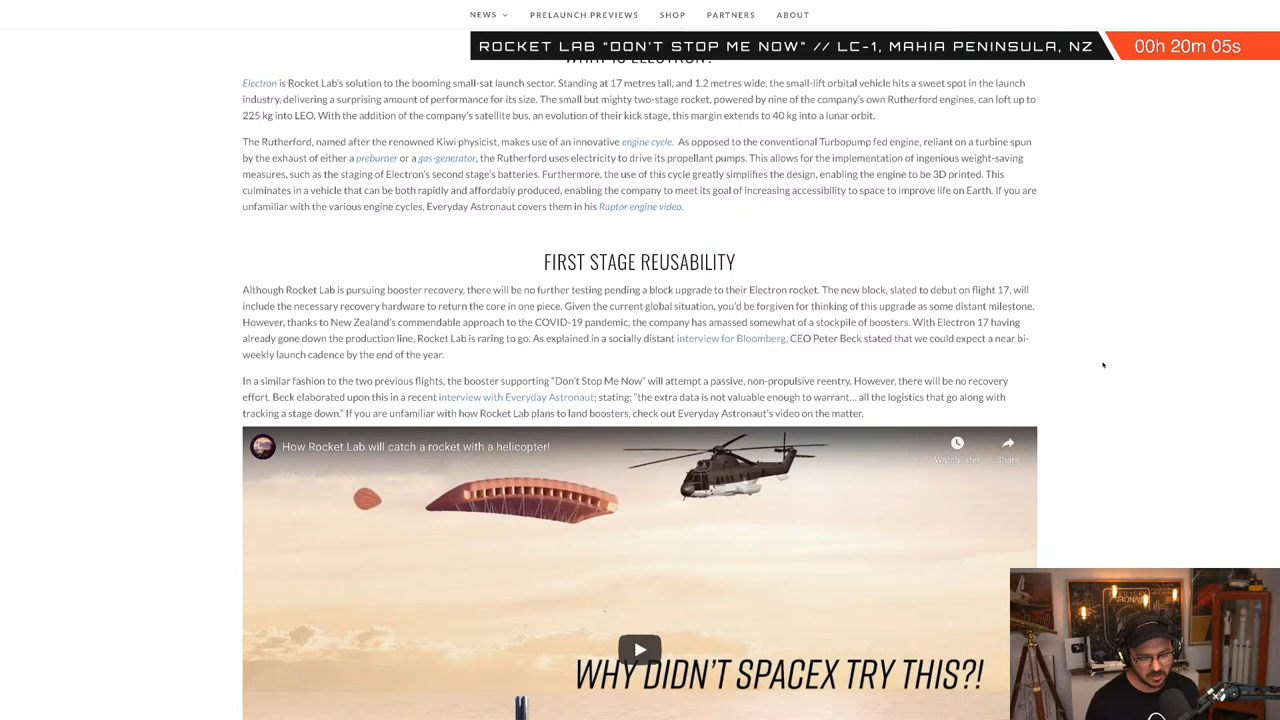 NEWS PRELAUNCH PREVIEWS SHOP PARTNERS ABOUT
ROCKET LAB “DON’T STOP ME NOW” // LC-1, MAHIA PENINSULA, NZ 00h 20m 05s
WHAT IS ELECTRON?
Electron is Rocket Lab’s solution to the booming small-sat launch sector. Standing at 17 metres tall, and 1.2 metres wide, the small-lift orbital vehicle hits a sweet spot in the launch
industry, delivering a surprising amount of performance for its size. The small but mighty two-stage rocket, powered by nine of the company’s own Rutherford engines, can loft up to
225 kg into LEO. With the addition of the company’s satellite bus, an evolution of their kick stage, this margin extends to 40 kg into a lunar orbit.
The Rutherford, named after the renowned Kiwi physicist, makes use of an innovative engine cycle. As opposed to the conventional Turbopump fed engine, reliant on a turbine spun
by the exhaust of either a preburner or a gas-generator, the Rutherford uses electricity to drive its propellant pumps. This allows for the implementation of ingenious weight-saving
measures, such as the staging of Electron’s second stage’s batteries. Furthermore, the use of this cycle greatly simplifies the design, enabling the engine to be 3D printed. This
culminates in a vehicle that can be both rapidly and affordably produced, enabling the company to meet its goal of increasing accessibility to space to improve life on Earth. If you are
unfamiliar with the various engine cycles, Everyday Astronaut covers them in his Raptor engine video.
FIRST STAGE REUSABILITY
Although Rocket Lab is pursuing booster recovery, there will be no further testing pending a block upgrade to their Electron rocket. The new block, slated to debut on flight 17, will
include the necessary recovery hardware to return the core in one piece. Given the current global situation, you’d be forgiven for thinking of this upgrade as some distant milestone.
However, thanks to New Zealand’s commendable approach to the COVID-19 pandemic, the company has amassed somewhat of a stockpile of boosters. With Electron 17 having
already gone down the production line, Rocket Lab is raring to go. As explained in a socially distant interview for Bloomberg, CEO Peter Beck stated that we could expect a near bi-
weekly launch cadence by the end of the year.
In a similar fashion to the two previous flights, the booster supporting “Don’t Stop Me Now” will attempt a passive, non-propulsive reentry. However, there will be no recovery
effort. Beck elaborated upon this in a recent interview with Everyday Astronaut; stating: “the extra data is not valuable enough to warrant… all the logistics that go along with
tracking a stage down.” If you are unfamiliar with how Rocket Lab plans to land boosters, check out Everyday Astronaut’s video on the matter.
How Rocket Lab will catch a rocket with a helicopter!
Watch later Share
WHY DIDN’T SPACEX TRY THIS?!